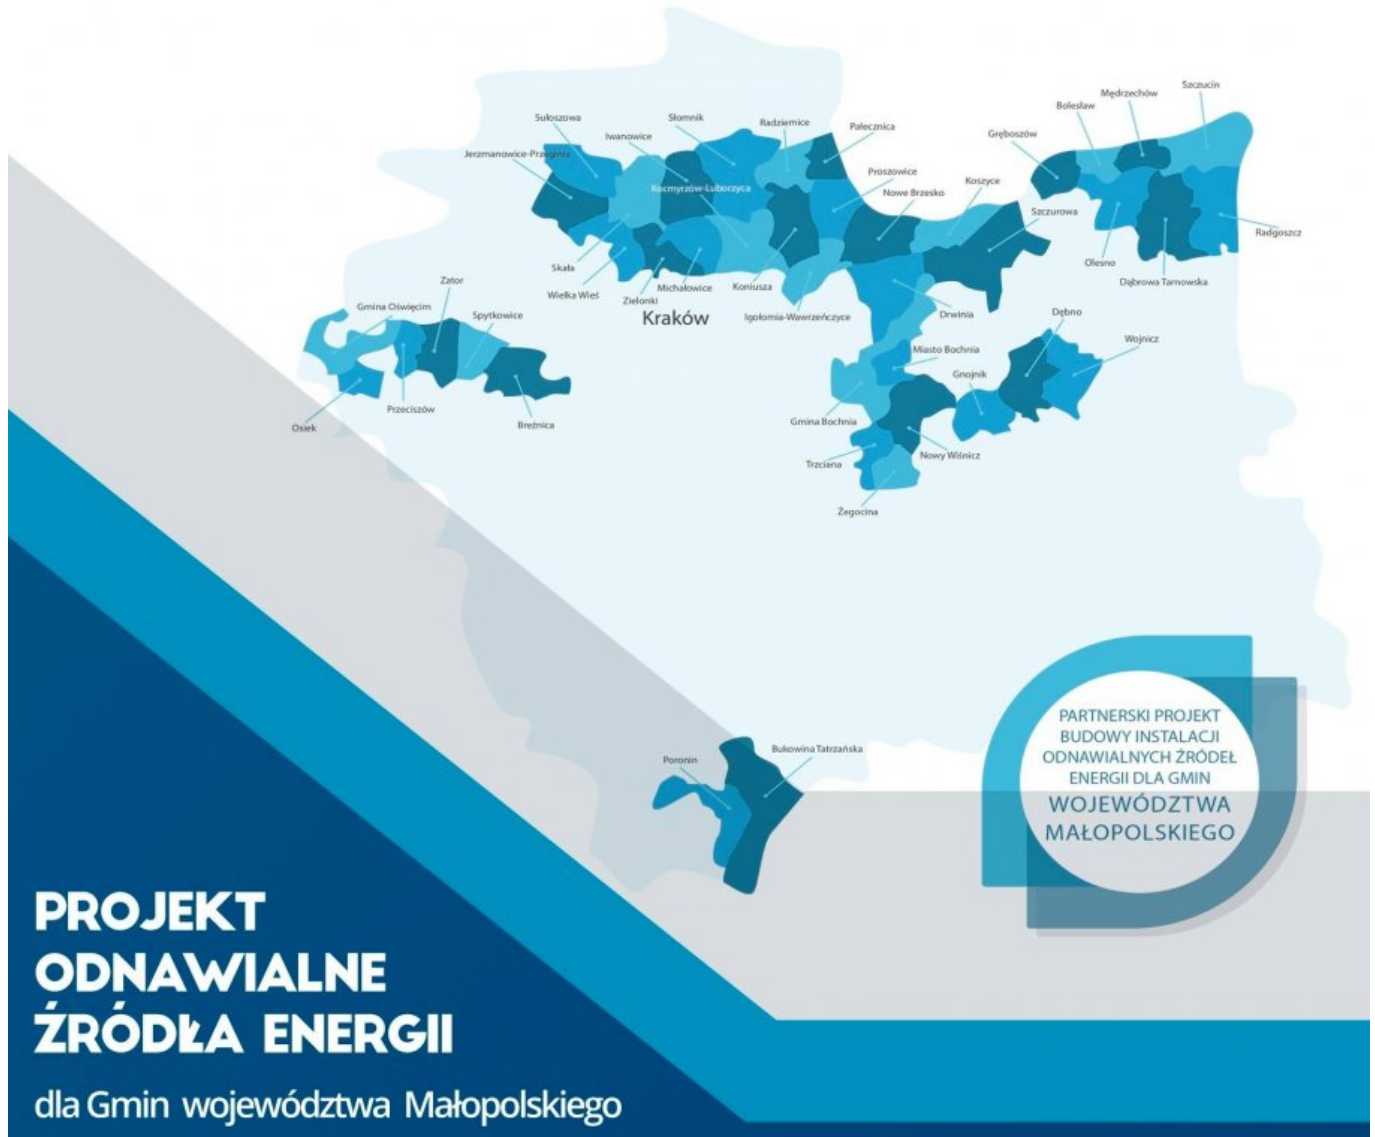 Szczucin
Mędrzechów
Bolesław
Sułoszowa
Słomnik
Radziemice
Pałecznica
Gręboszów
Iwanowice
Jerzmanowice-Przeginia
Proszowice
Kocmyrzów-Luborzyca
Nowe Brzesko
Koszyce
Szczurowa
Radgoszcz
Skała
Olesno
Zator
Wielka Wieś
Zielonki
Michałowice
Koniusza
Dąbrowa Tarnowska
Gmina Oświęcim
Spytkowice
Kraków
Igołomia-Wawrzeńczyce
Drwinia
Dębno
Wojnicz
Miasto Bochnia
Gnojnik
Przeciszów
Osiek
Breźnica
Gmina Bochnia
Trzciana
Nowy Wiśnicz
Żegocina
Poronin
Bukowina Tatrzańska
PARTNERSKI PROJEKT
BUDOWY INSTALACJI
ODNAWIALNYCH ŹRÓDEŁ
ENERGII DLA GMIN
WOJEWÓDZTWA
MAŁOPOLSKIEGO
PROJEKT
ODNAWIALNE
ŹRÓDŁA ENERGII
dla Gmin województwa Małopolskiego